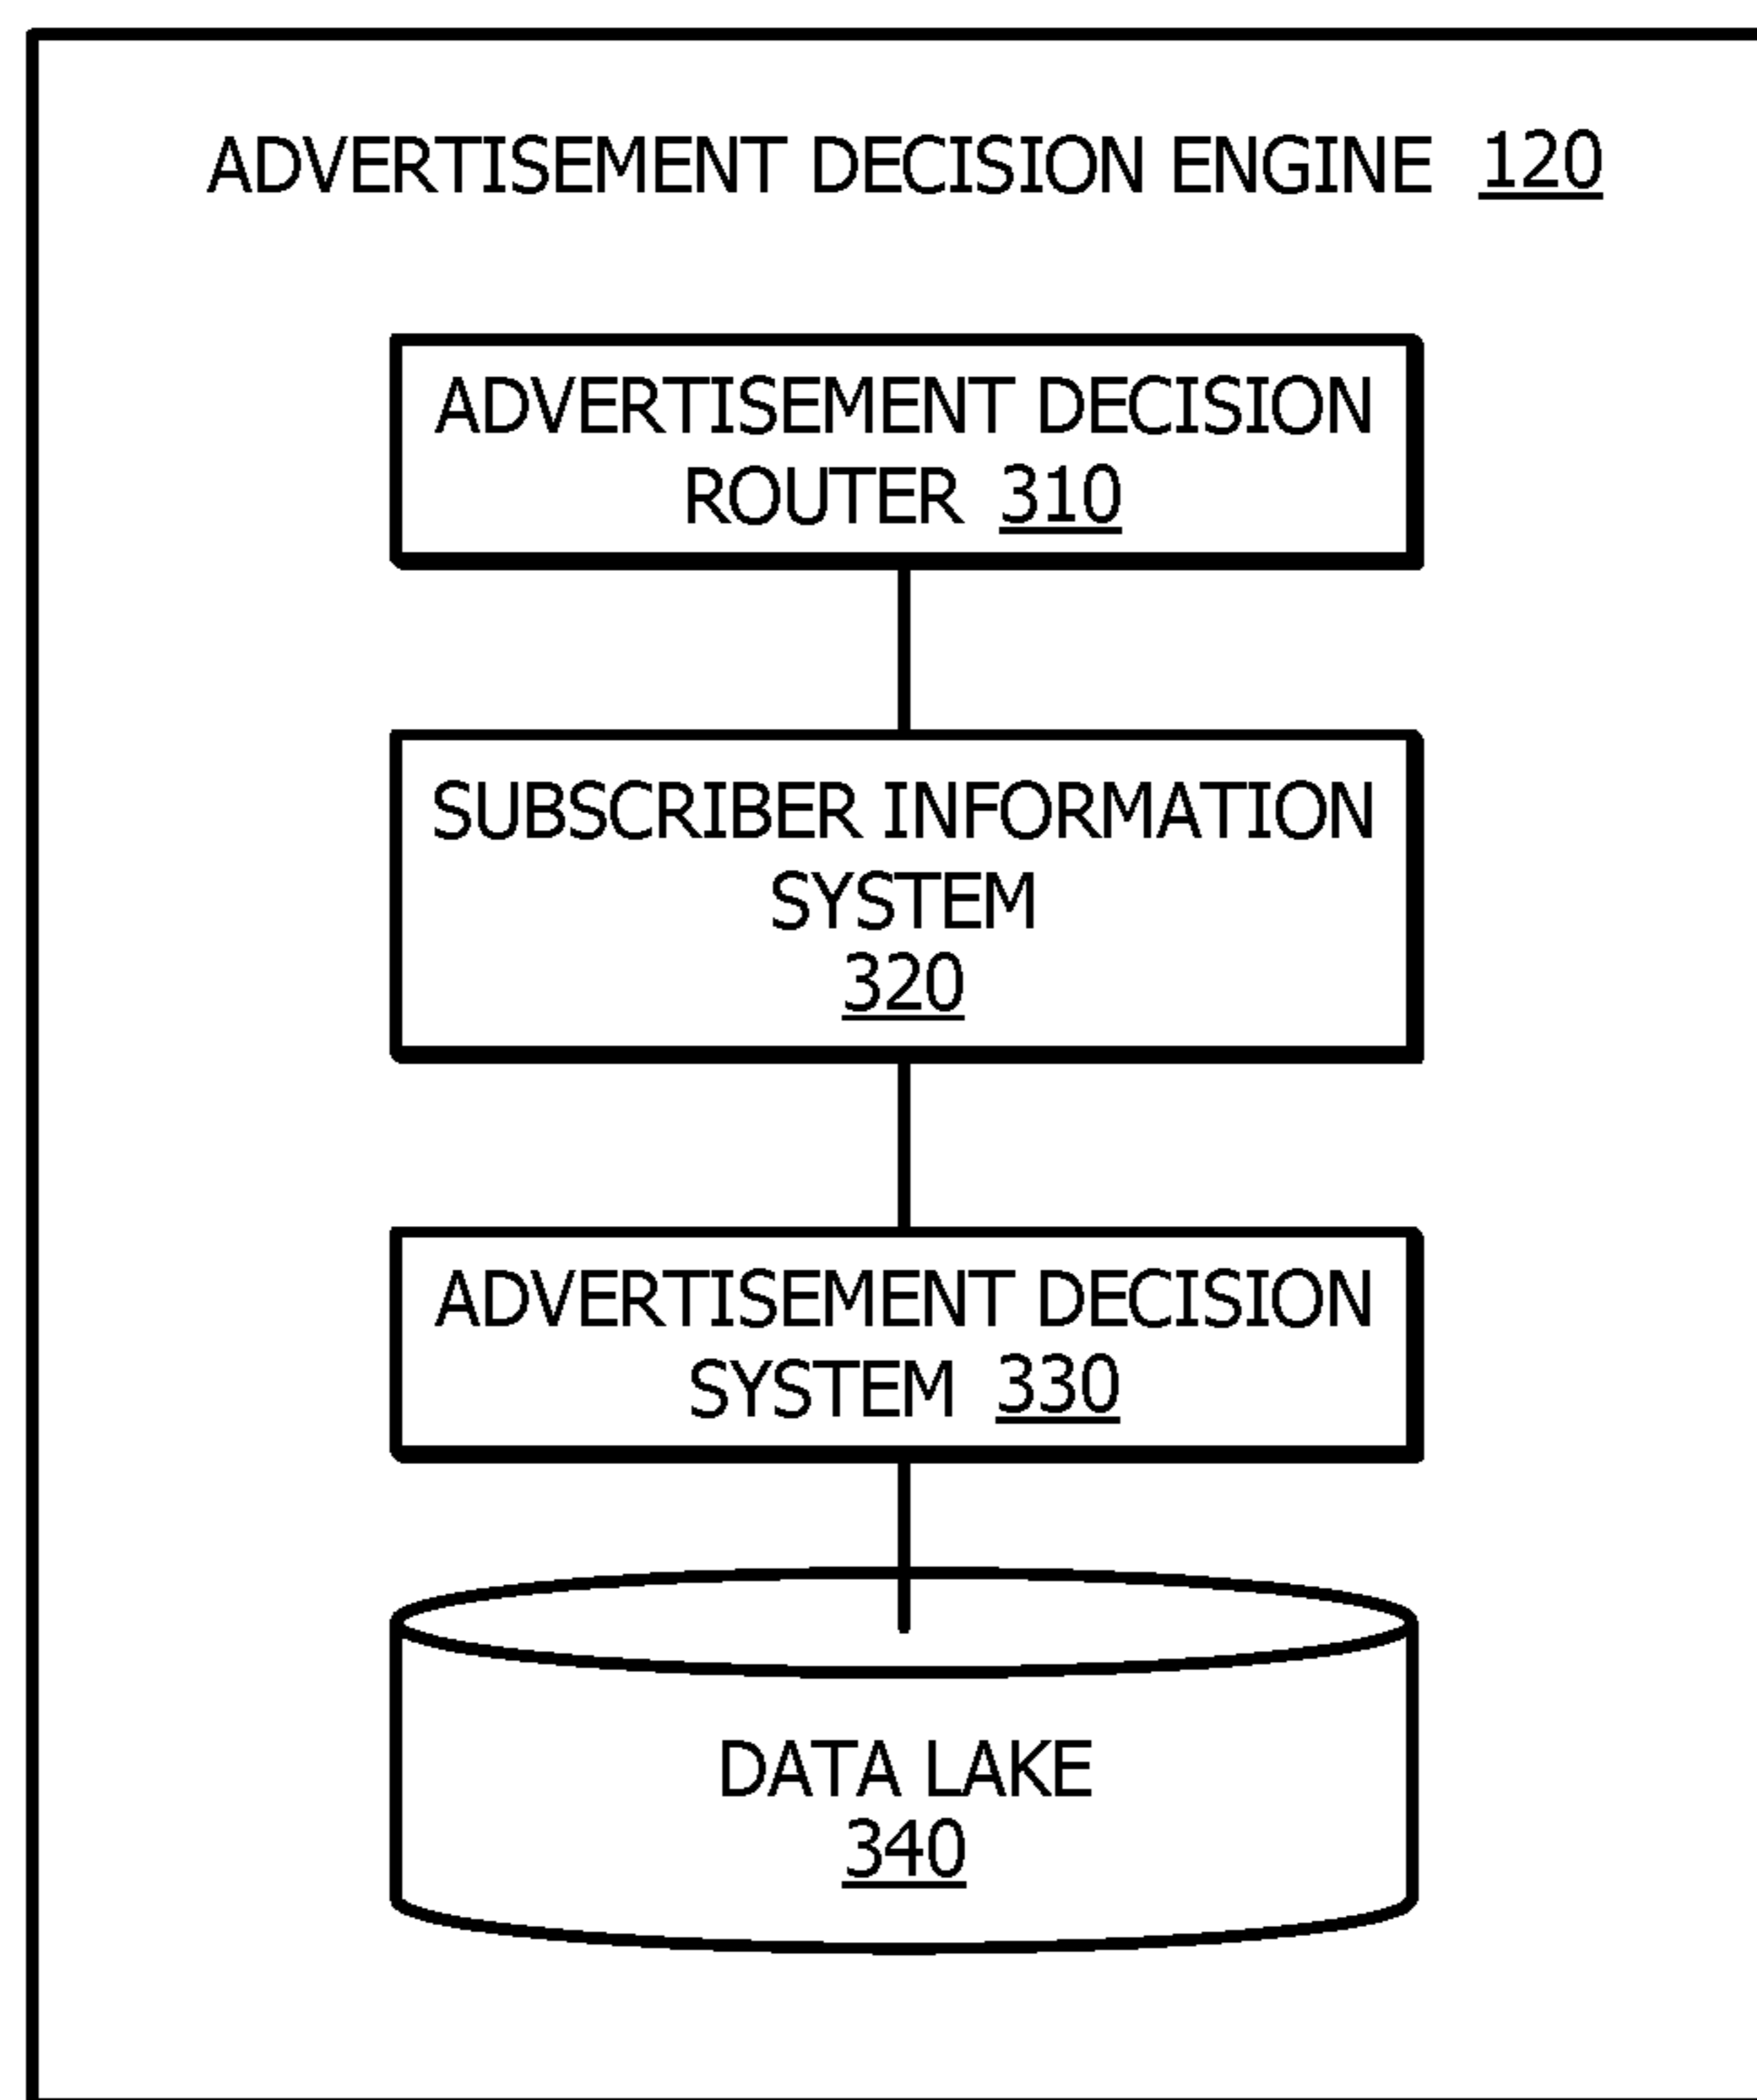 ADVERTISEMENT DECISION ENGINE 120
ADVERTISEMENT DECISION
ROUTER 310
SUBSCRIBER INFORMATION
SYSTEM
320
ADVERTISEMENT DECISION
SYSTEM 330
DATA LAKE
340